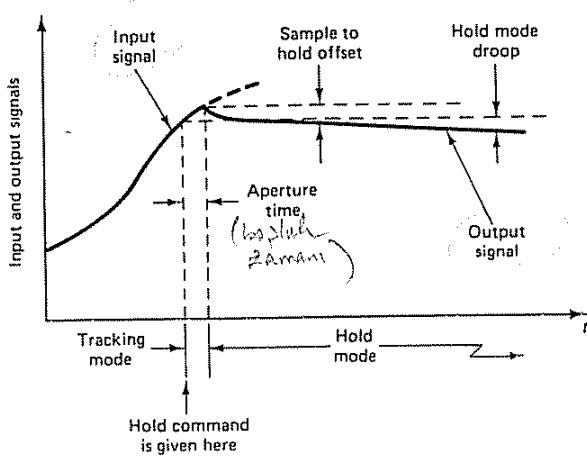 Input
signal
Sample to
hold offset
Hold mode
droop
Input and output signals
Aperture
time
zamanı
Output
signal
t
Tracking
mode
Hold
mode
Hold command
is given here